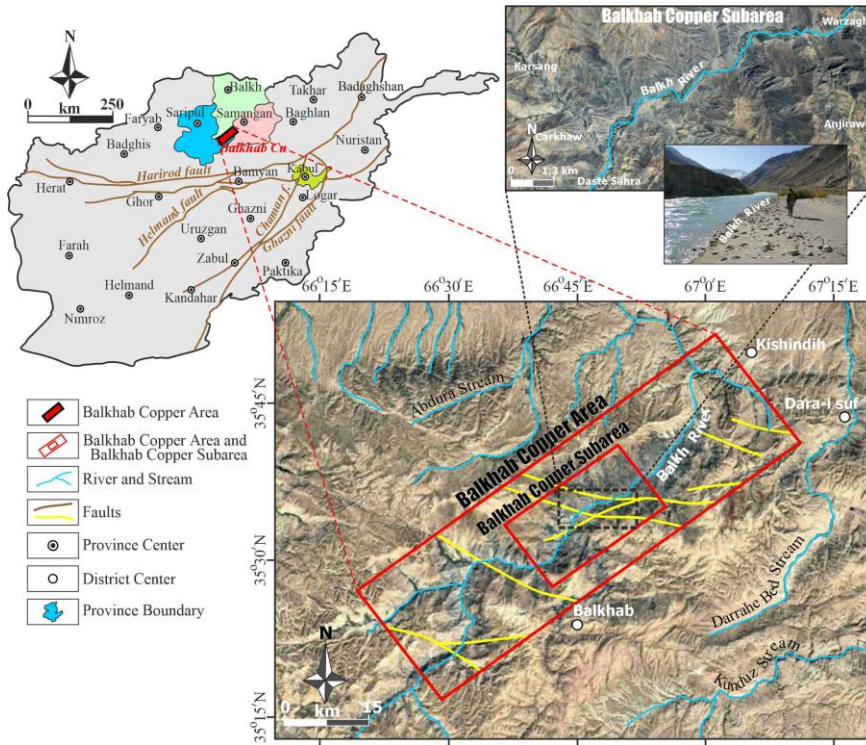 N
0 km 250
Balkh
Takhar
Badaghshan
Saripul
Samangan
Faryab
Baghlan
Badghis
Balkhab Cu
Nuristan
Harirod fault
Bamyan
Kabul
Herat
Ghor
Helmand fault
Chaman f.
Logar
Ghazni
Ghazni fault
Uruzgan
Farah
Zabul
Paktika
Helmand
Kandahar
Nimroz
Balkhab Copper Subarea
Warzagh
Karsang
Balkh River
Anjiraw
N
Carkhaw
0 1.3 km
Daste Sahra
Balkh River
66°15′E 66°30′E 66°45′E 67°0′E 67°15′E
35°45′N
35°30′N
35°15′N
Kishindih
Abdura Stream
Dara-i suf
Balkhab Copper Area
Balkh River
Balkhab Copper Subarea
Balkhab
Darrahe Bed Stream
Kunduz Stream
N
0 km 15
Balkhab Copper Area
Balkhab Copper Area and
Balkhab Copper Subarea
River and Stream
Faults
Province Center
District Center
Province Boundary